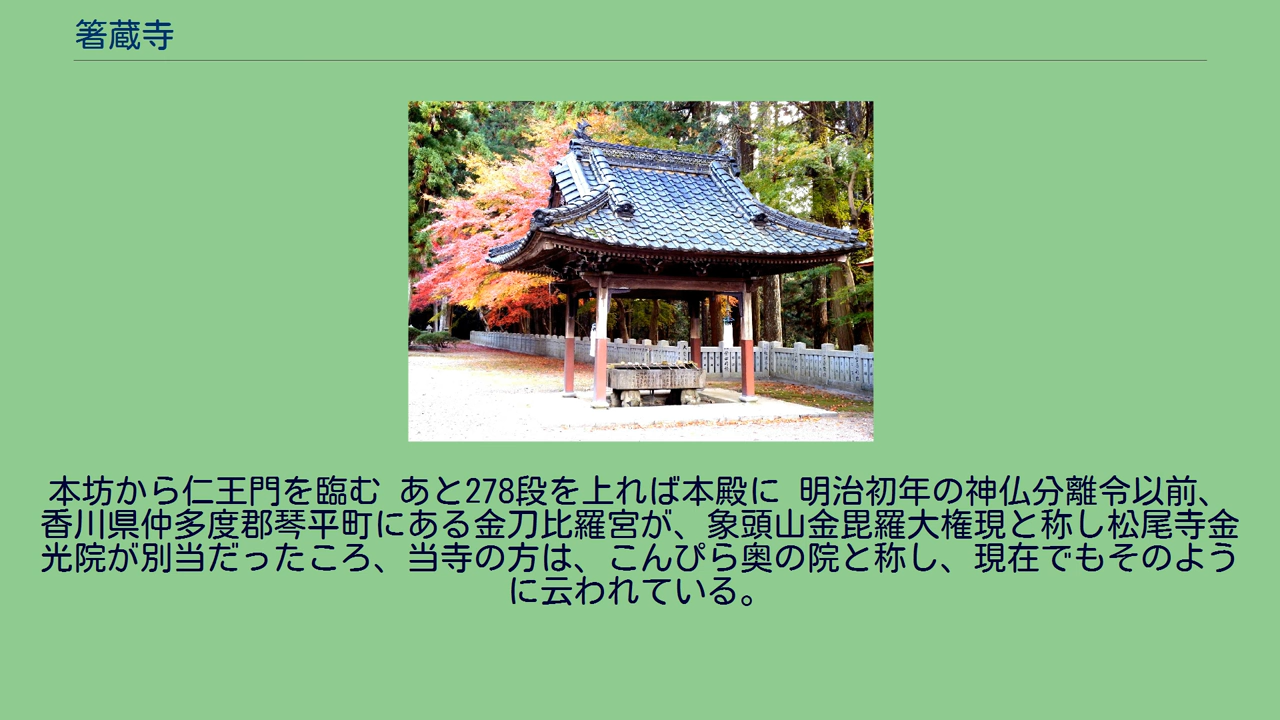 箸蔵寺
本坊から仁王門を臨む あと278段を上れば本殿に 明治初年の神仏分離令以前、
香川県仲多度郡琴平町にある金刀比羅宮が、象頭山金毘羅大権現と称し松尾寺金
光院が別当だったころ、当寺の方は、こんぴら奥の院と称し、現在でもそのよう
に云われている。